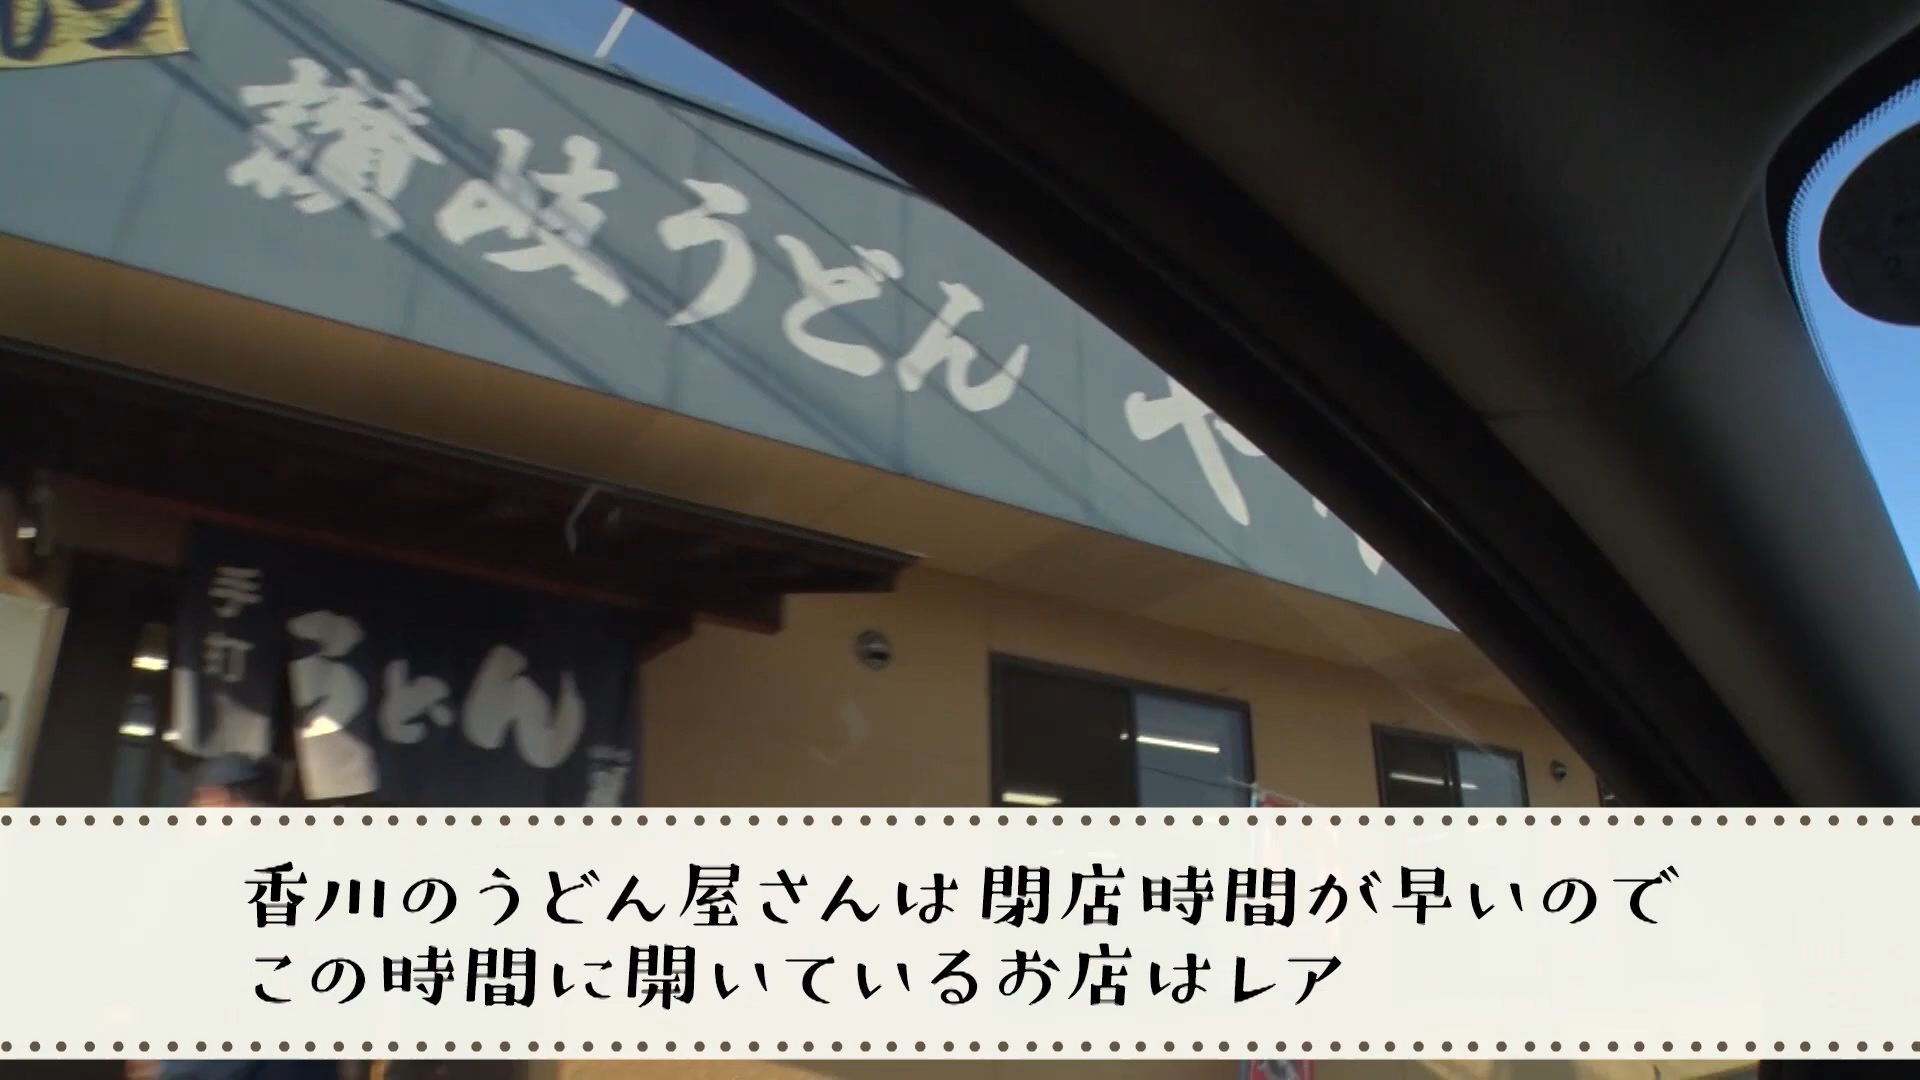 讃岐うどん や
手打
うどん
香川のうどん屋さんは閉店時間が早いので
この時間に開いているお店はレア